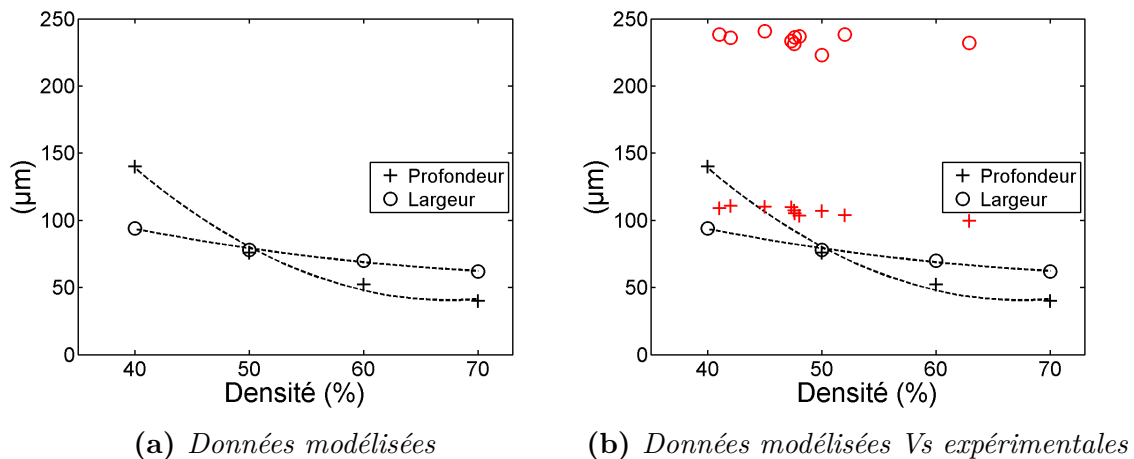 250
200
150
100
50
0
(µm)
40 50 60 70
Densité (%)
Profondeur
Largeur
(a) Données modélisées
250
200
150
100
50
0
(µm)
40 50 60 70
Densité (%)
Profondeur
Largeur
(b) Données modélisées Vs expérimentales